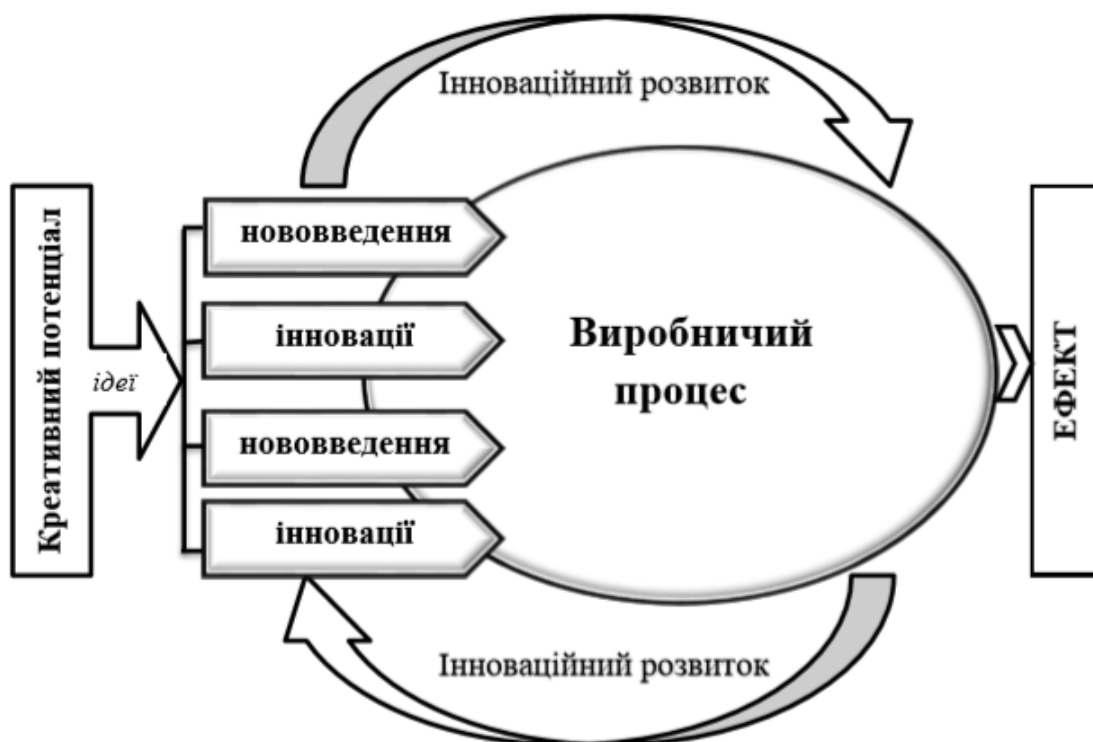 Інноваційний розвиток
Креативний потенціал
ідеї
нововведення
інновації
нововведення
інновації
Виробничий
процес
ЕФЕКТ
Інноваційний розвиток